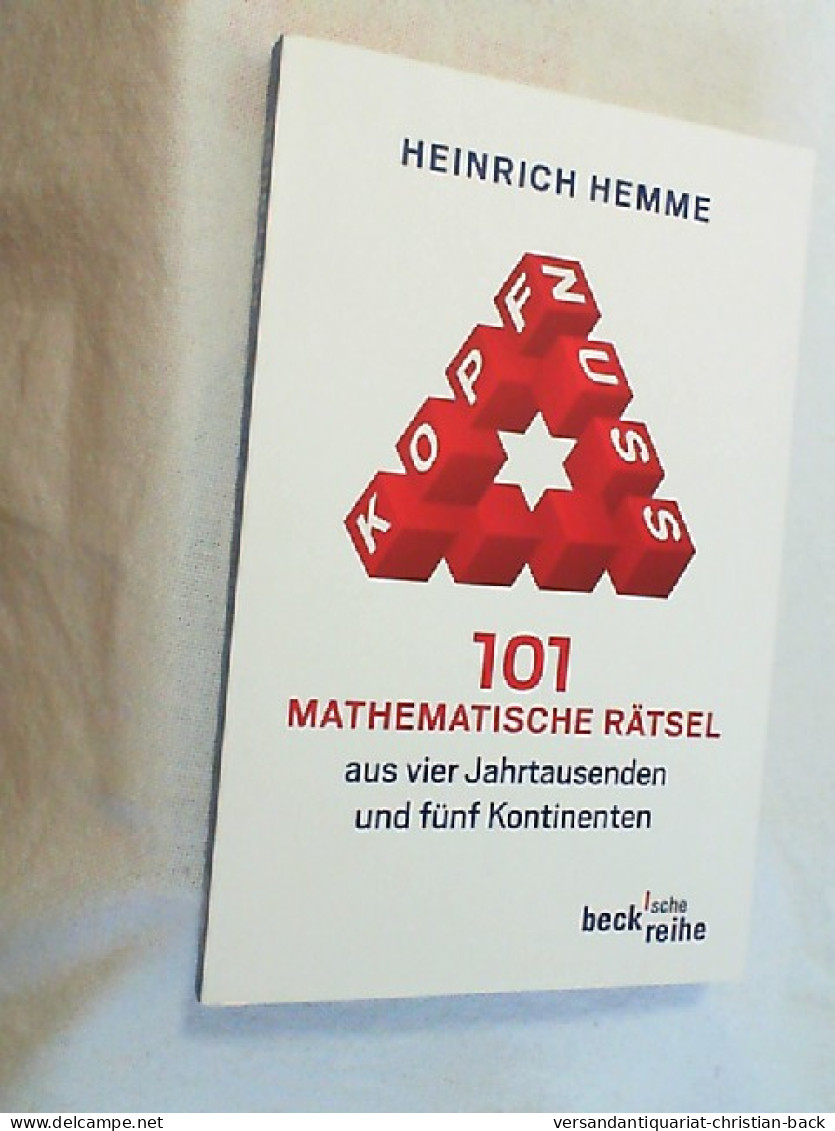 HEINRICH HEMME
KOPFNUSS
101
MATHEMATISCHE RÄTSEL
aus vier Jahrtausenden
und fünf Kontinenten
beck'sche
reihe
delcampe.net
versandantiquariat-christian-back